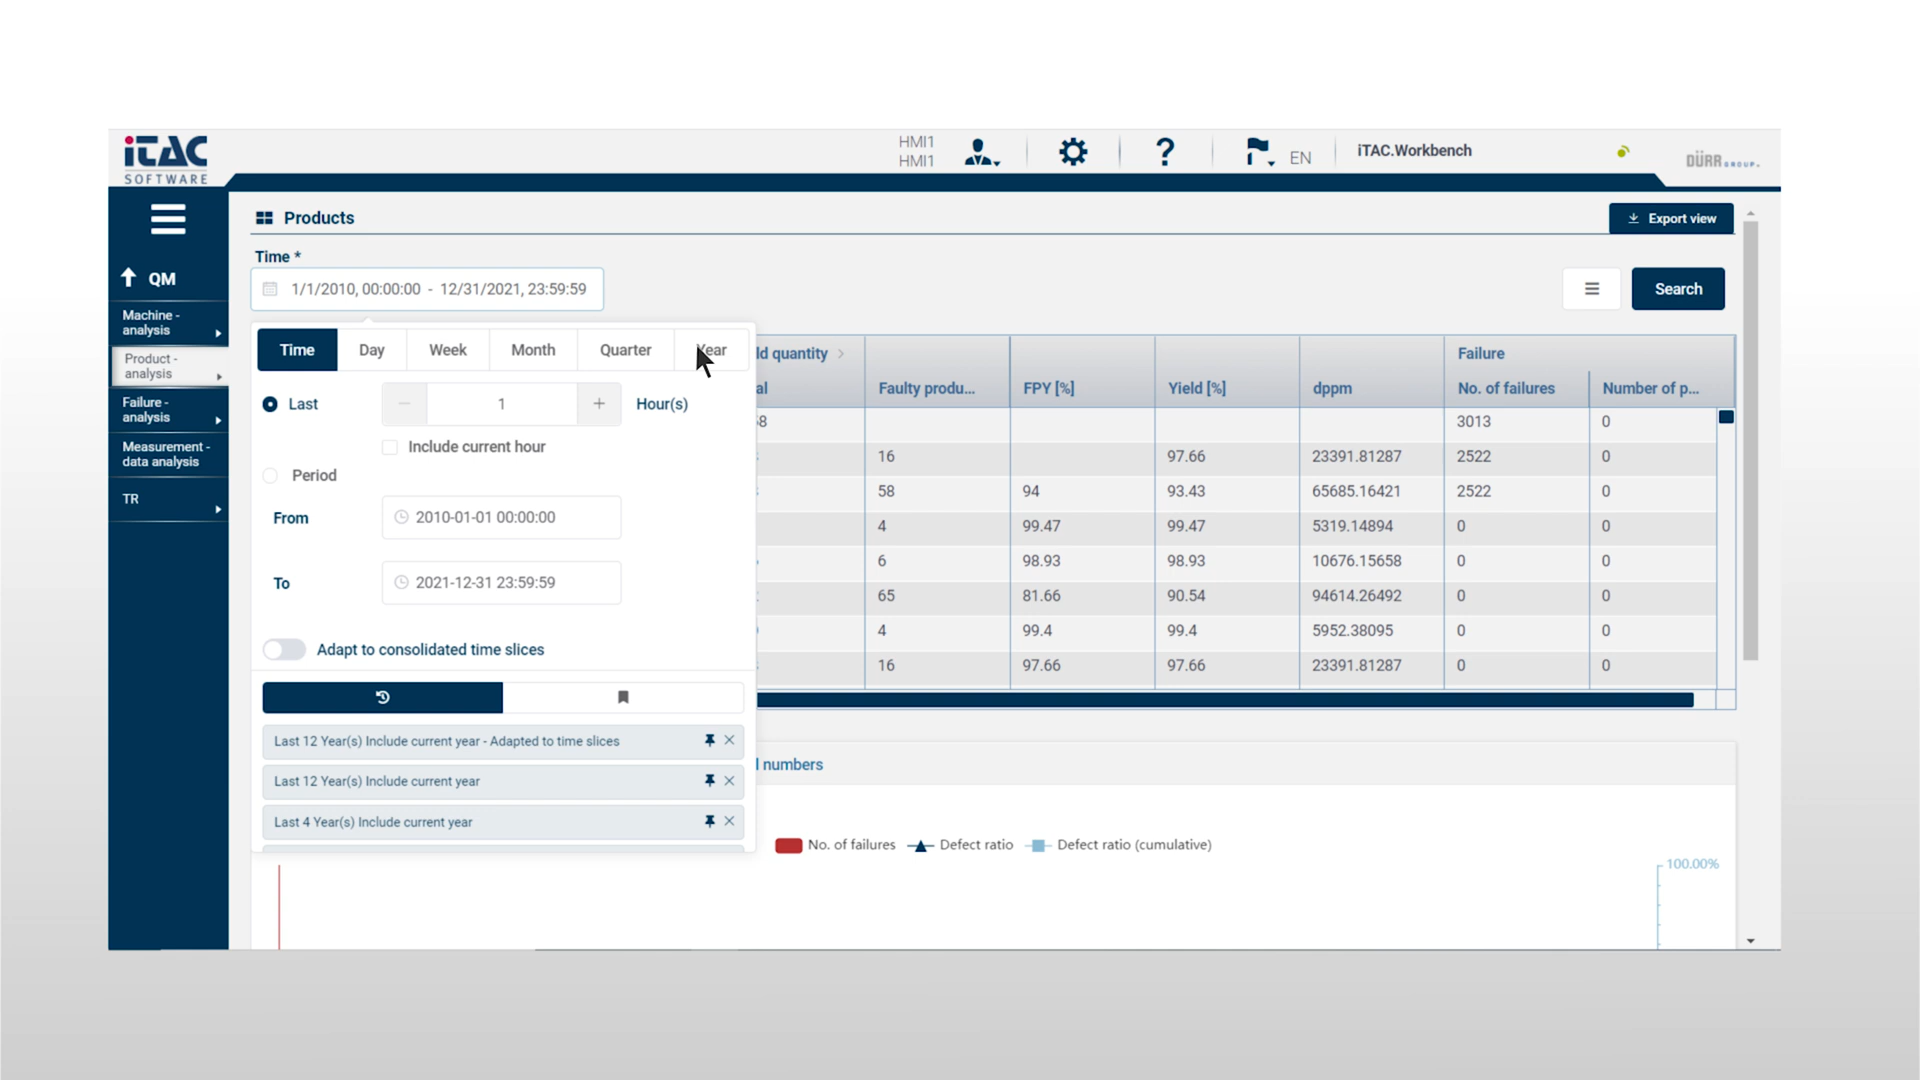 iTAC
SOFTWARE
HMI1
HMI1
?
EN
iTAC.Workbench
DÜRR GROUP.
QM
Machine -
analysis
Product -
analysis
Failure -
analysis
Measurement -
data analysis
TR
Products
Export view
Time *
1/1/2010, 00:00:00 - 12/31/2021, 23:59:59
Search
Time Day Week Month Quarter Year
Last 1 Hour(s)
Include current hour
Period
From 2010-01-01 00:00:00
To 2021-12-31 23:59:59
Adapt to consolidated time slices
Last 12 Year(s) Include current year - Adapted to time slices
Last 12 Year(s) Include current year
Last 4 Year(s) Include current year
ld quantity Failure
al Faulty produ... FPY [%] Yield [%] dppm No. of failures Number of p...
8 3013 0
16 97.66 23391.81287 2522 0
58 94 93.43 65685.16421 2522 0
4 99.47 99.47 5319.14894 0 0
6 98.93 98.93 10676.15658 0 0
65 81.66 90.54 94614.26492 0 0
4 99.4 99.4 5952.38095 0 0
16 97.66 97.66 23391.81287 0 0
l numbers
No. of failures Defect ratio Defect ratio (cumulative)
100.00%